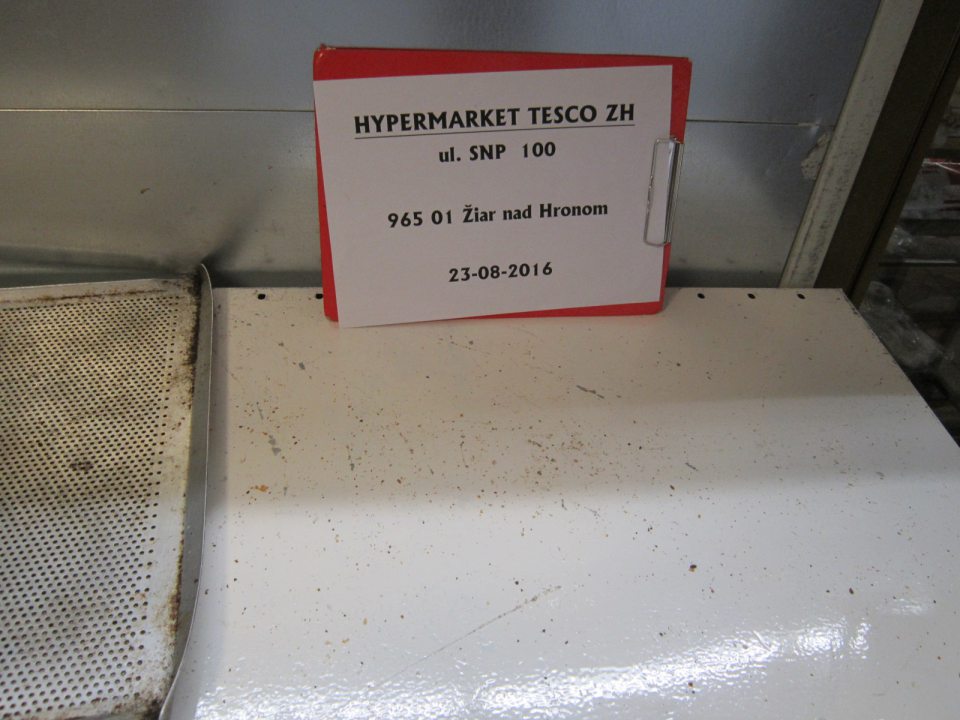 HYPERMARKET TESCO ZH
ul. SNP 100
965 01 Žiar nad Hronom
23-08-2016